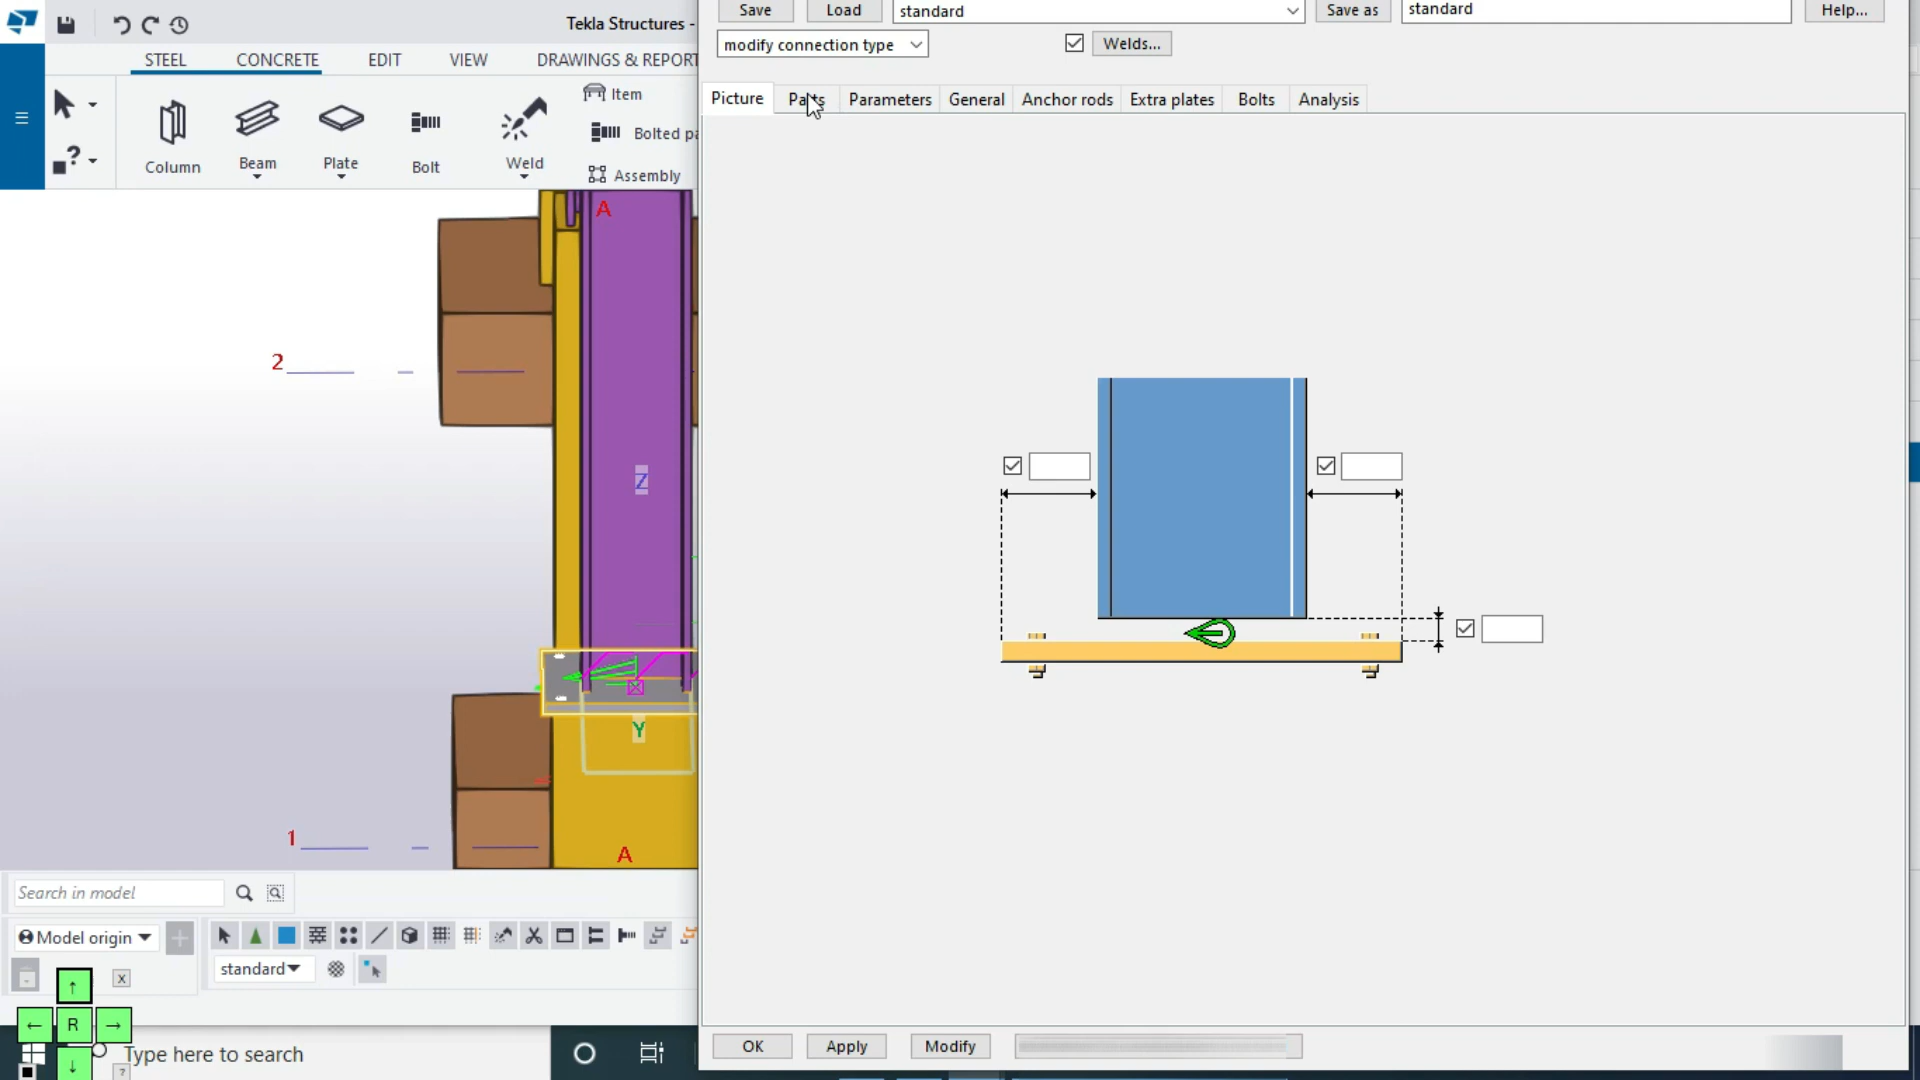 Tekla Structures -
STEEL
CONCRETE
EDIT
VIEW
DRAWINGS & REPORT
Column
Beam
Plate
Bolt
Weld
Item
Bolted pa
Assembly
Save
Load
standard
Save as
standard
Help...
modify connection type
Welds...
Picture
Parts
Parameters
General
Anchor rods
Extra plates
Bolts
Analysis
A
2
Z
Y
1
A
Search in model
Model origin
standard
X
↑
← R →
↓
?
Type here to search
OK
Apply
Modify